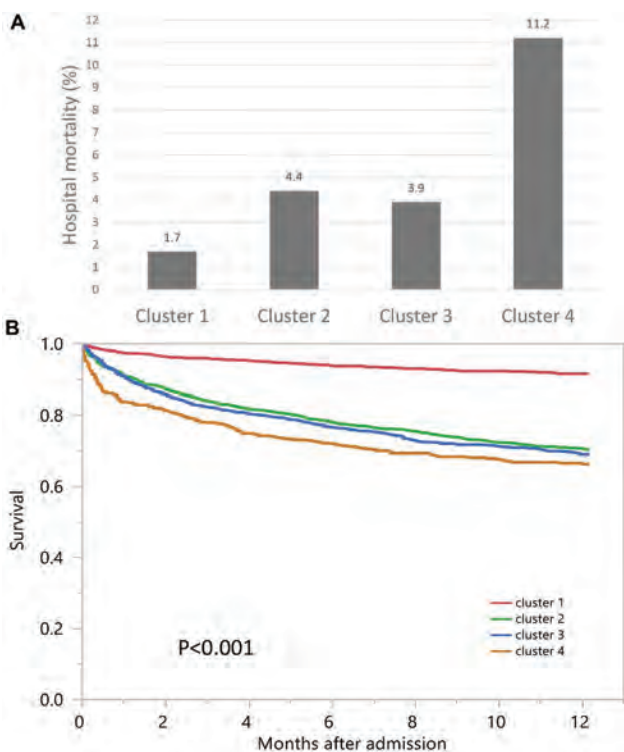 A
Hospital mortality (%)
12
11
10
9
8
7
6
5
4
3
2
1
0
1.7
4.4
3.9
11.2
Cluster 1 Cluster 2 Cluster 3 Cluster 4
B
Survival
1.0
0.8
0.6
0.4
0.2
0.0
P<0.001
cluster 1
cluster 2
cluster 3
cluster 4
0 2 4 6 8 10 12
Months after admission